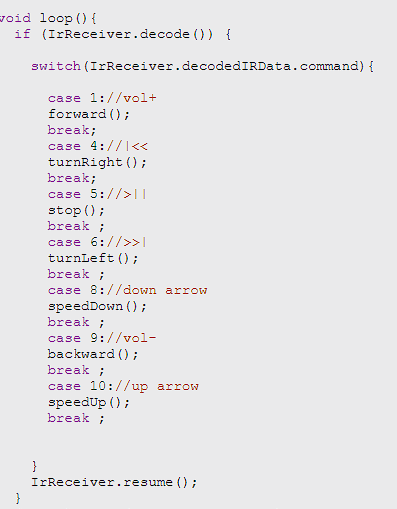 void loop(){
if (IrReceiver.decode()) {
switch(IrReceiver.decodedIRData.command){
case 1://vol+
forward();
break;
case 4://|<<
turnRight();
break;
case 5://>||
stop();
break ;
case 6://>>|
turnLeft();
break ;
case 8://down arrow
speedDown();
break ;
case 9://vol-
backward();
break ;
case 10://up arrow
speedUp();
break ;
}
IrReceiver.resume();
}